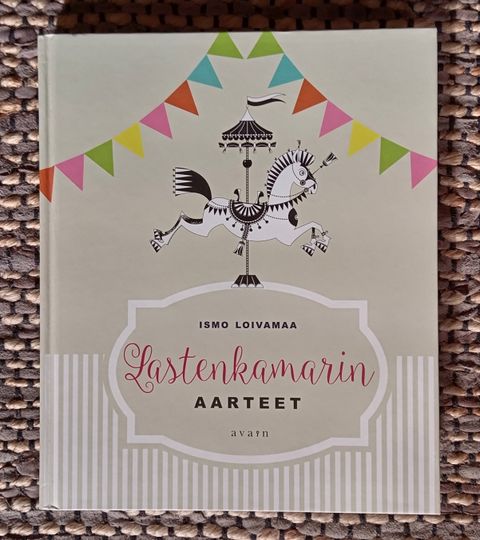 ISMO LOIVAMAA
Lastenkamarin
AARTEET
avain